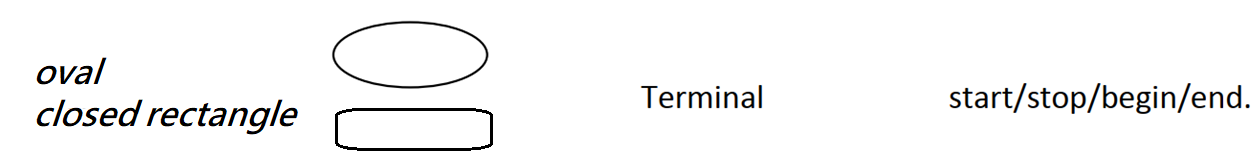 oval
closed rectangle
Terminal
start/stop/begin/end.